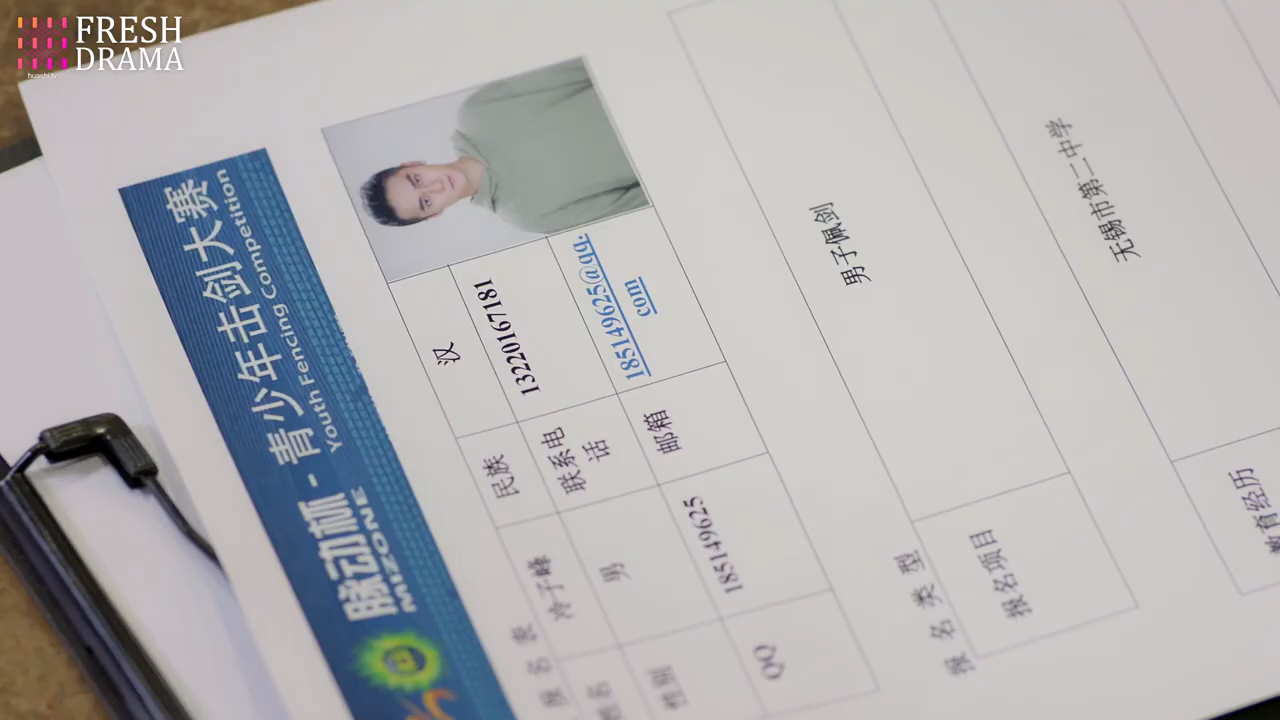 FRESH
DRAMA
huashi.tv
脉动杯·青少年击剑大赛
MIZONE Youth Fencing Competition
报名表
姓名 冷子峰 民族 汉
性别 男 联系电
话 13220167181
QQ 185149625 邮箱 185149625@qq.
com
报名类型
报名项目 男子佩剑
教育经历 无锡市第二中学